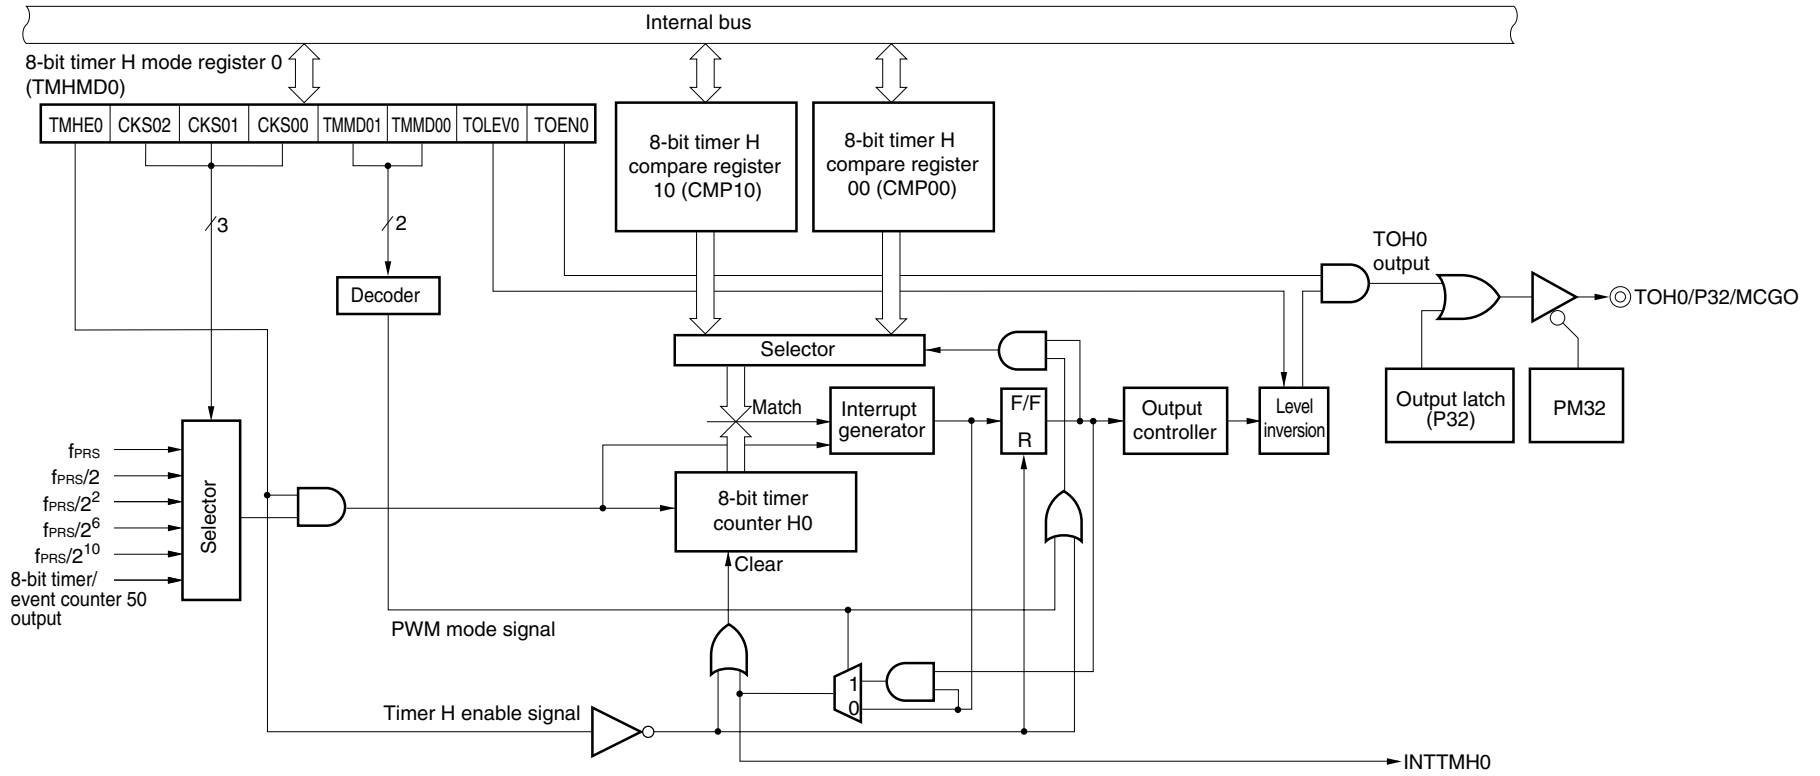 Internal bus
8-bit timer H mode register 0
(TMHMD0)
TMHE0 CKS02 CKS01 CKS00 TMMD01 TMMD00 TOLEV0 TOEN0
8-bit timer H
compare register
10 (CMP10)
8-bit timer H
compare register
00 (CMP00)
3
2
Decoder
TOH0
output
TOH0/P32/MCGO
Selector
Match
Interrupt
generator
F/F
R
Output
controller
Level
inversion
Output latch
(P32)
PM32
fPRS
fPRS/2
fPRS/2²
fPRS/2⁶
fPRS/2¹⁰
8-bit timer/
event counter 50
output
Selector
8-bit timer
counter H0
Clear
PWM mode signal
1
0
Timer H enable signal
INTTMH0